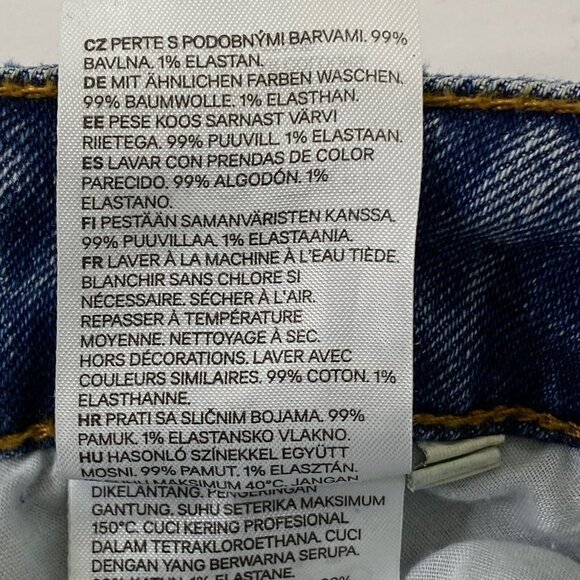 CZ PERTE S PODOBNÝMI BARVAMI. 99%
BAVLNA. 1% ELASTAN.
DE MIT ÄHNLICHEN FARBEN WASCHEN.
99% BAUMWOLLE. 1% ELASTHAN.
EE PESE KOOS SARNAST VÄRVI
RIIETEGA. 99% PUUVILL. 1% ELASTAAN.
ES LAVAR CON PRENDAS DE COLOR
PARECIDO. 99% ALGODÓN. 1%
ELASTANO.
FI PESTÄÄN SAMANVÄRISTEN KANSSA.
99% PUUVILLAA. 1% ELASTAANIA.
FR LAVER À LA MACHINE À L'EAU TIÈDE.
BLANCHIR SANS CHLORE SI
NÉCESSAIRE. SÉCHER À L'AIR.
REPASSER À TEMPÉRATURE
MOYENNE. NETTOYAGE À SEC.
HORS DÉCORATIONS. LAVER AVEC
COULEURS SIMILAIRES. 99% COTON. 1%
ELASTHANNE.
HR PRATI SA SLIČNIM BOJAMA. 99%
PAMUK. 1% ELASTANSKO VLAKNO.
HU HASONLÓ SZÍNEKKEL EGYÜTT
MOSNI. 99% PAMUT. 1% ELASZTÁN.
SUHU MAKSIMUM 40°C. JANGAN
DIKELANTANG. PENGERINGAN
GANTUNG. SUHU SETERIKA MAKSIMUM
150°C. CUCI KERING PROFESIONAL
DALAM TETRAKLOROETHANA. CUCI
DENGAN YANG BERWARNA SERUPA.